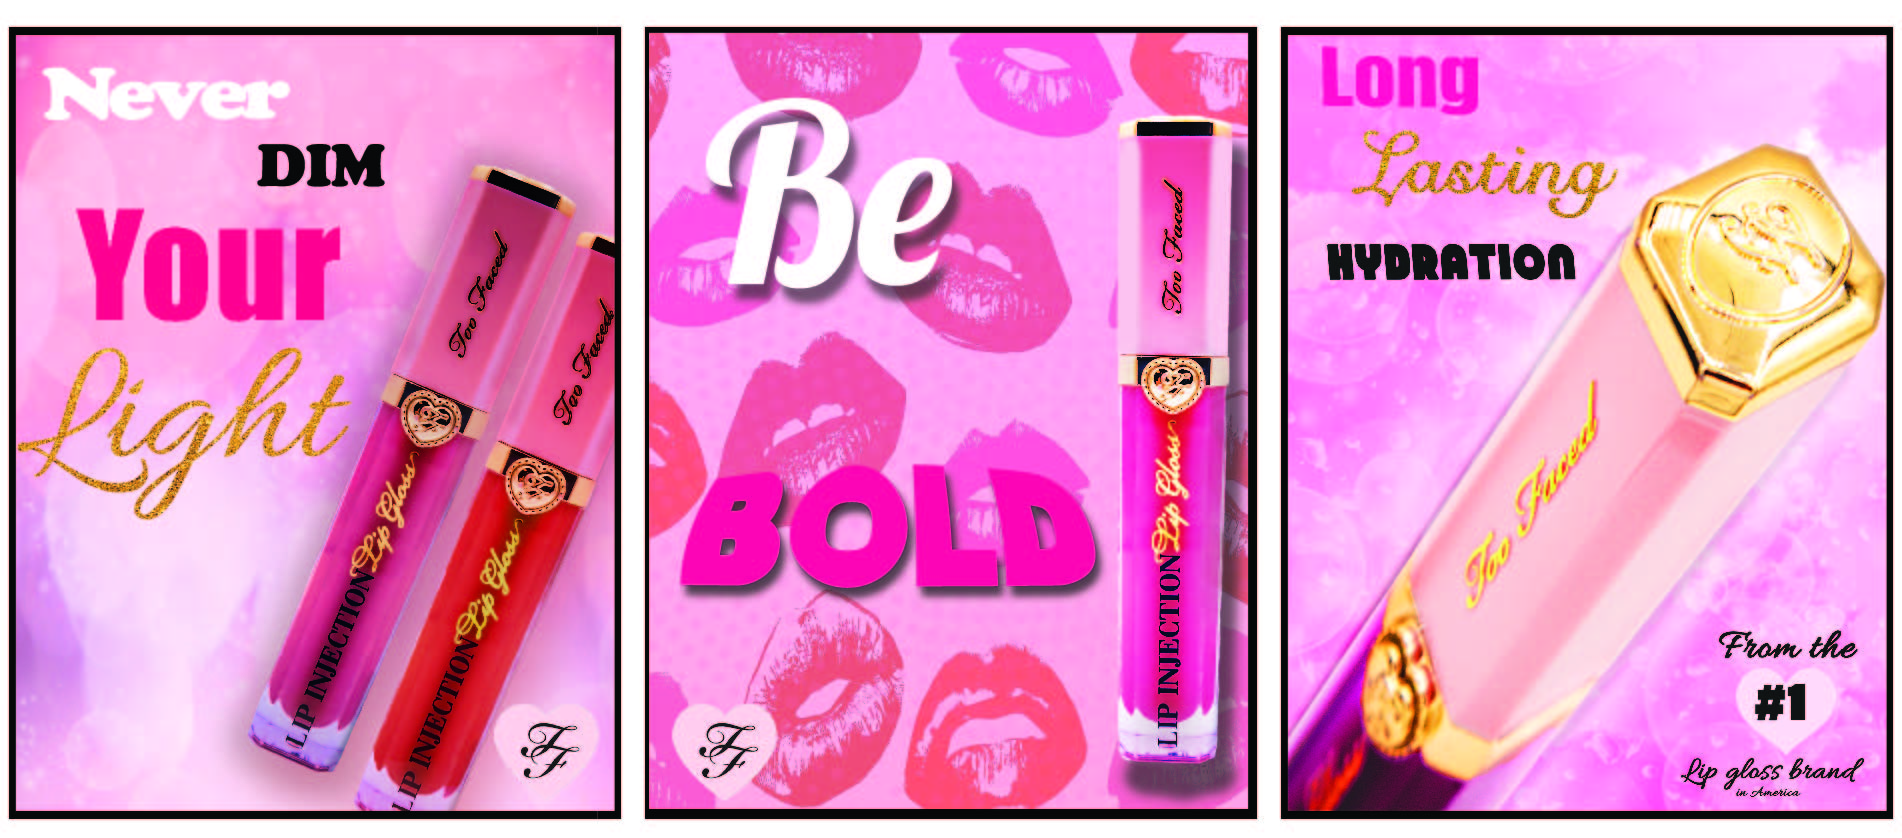 Never
DIM
Your
Light
Too Faced
Lip Gloss
LIP INJECTION
Too Faced
Lip Gloss
LIP INJECTION
FF
Be
BOLD
Too Faced
Lip Gloss
LIP INJECTION
FF
Long
Lasting
HYDRATION
Too Faced
From the
#1
Lip gloss brand
in America